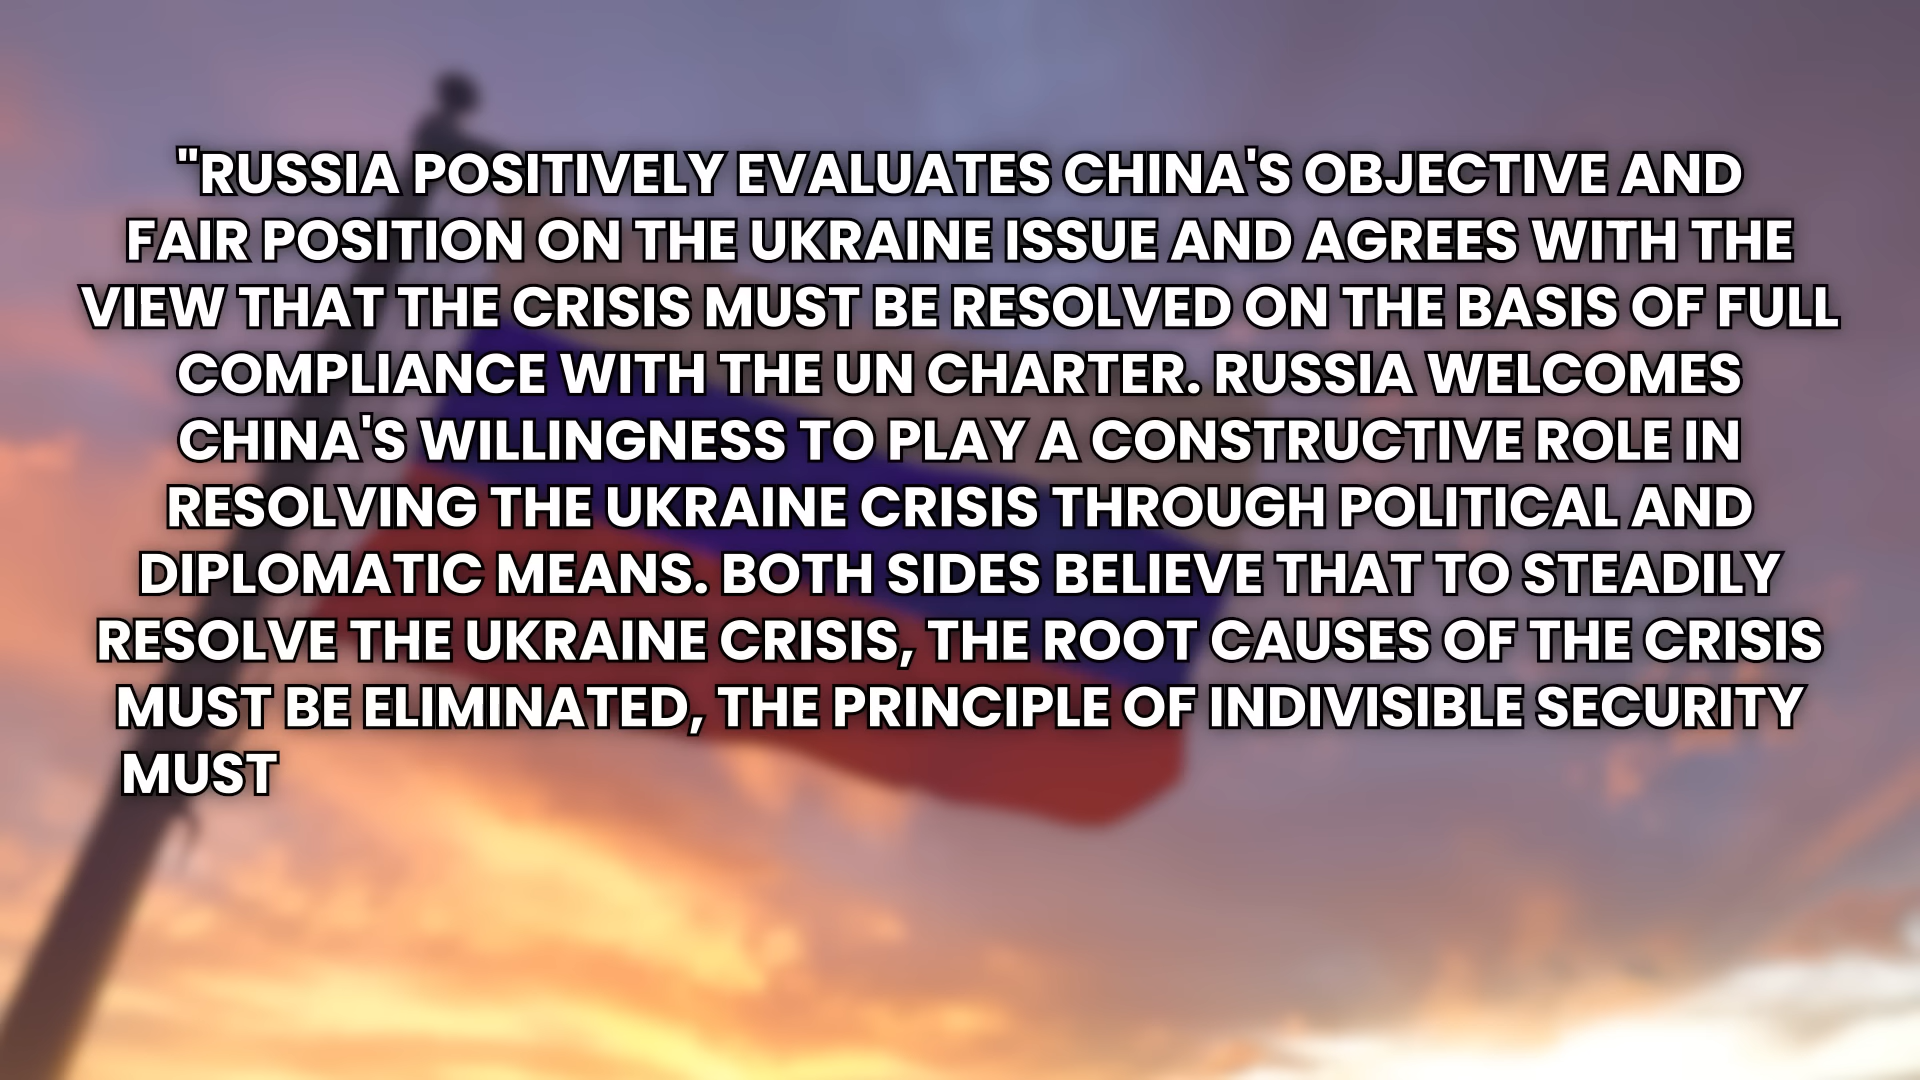 "RUSSIA POSITIVELY EVALUATES CHINA'S OBJECTIVE AND
FAIR POSITION ON THE UKRAINE ISSUE AND AGREES WITH THE
VIEW THAT THE CRISIS MUST BE RESOLVED ON THE BASIS OF FULL
COMPLIANCE WITH THE UN CHARTER. RUSSIA WELCOMES
CHINA'S WILLINGNESS TO PLAY A CONSTRUCTIVE ROLE IN
RESOLVING THE UKRAINE CRISIS THROUGH POLITICAL AND
DIPLOMATIC MEANS. BOTH SIDES BELIEVE THAT TO STEADILY
RESOLVE THE UKRAINE CRISIS, THE ROOT CAUSES OF THE CRISIS
MUST BE ELIMINATED, THE PRINCIPLE OF INDIVISIBLE SECURITY
MUST